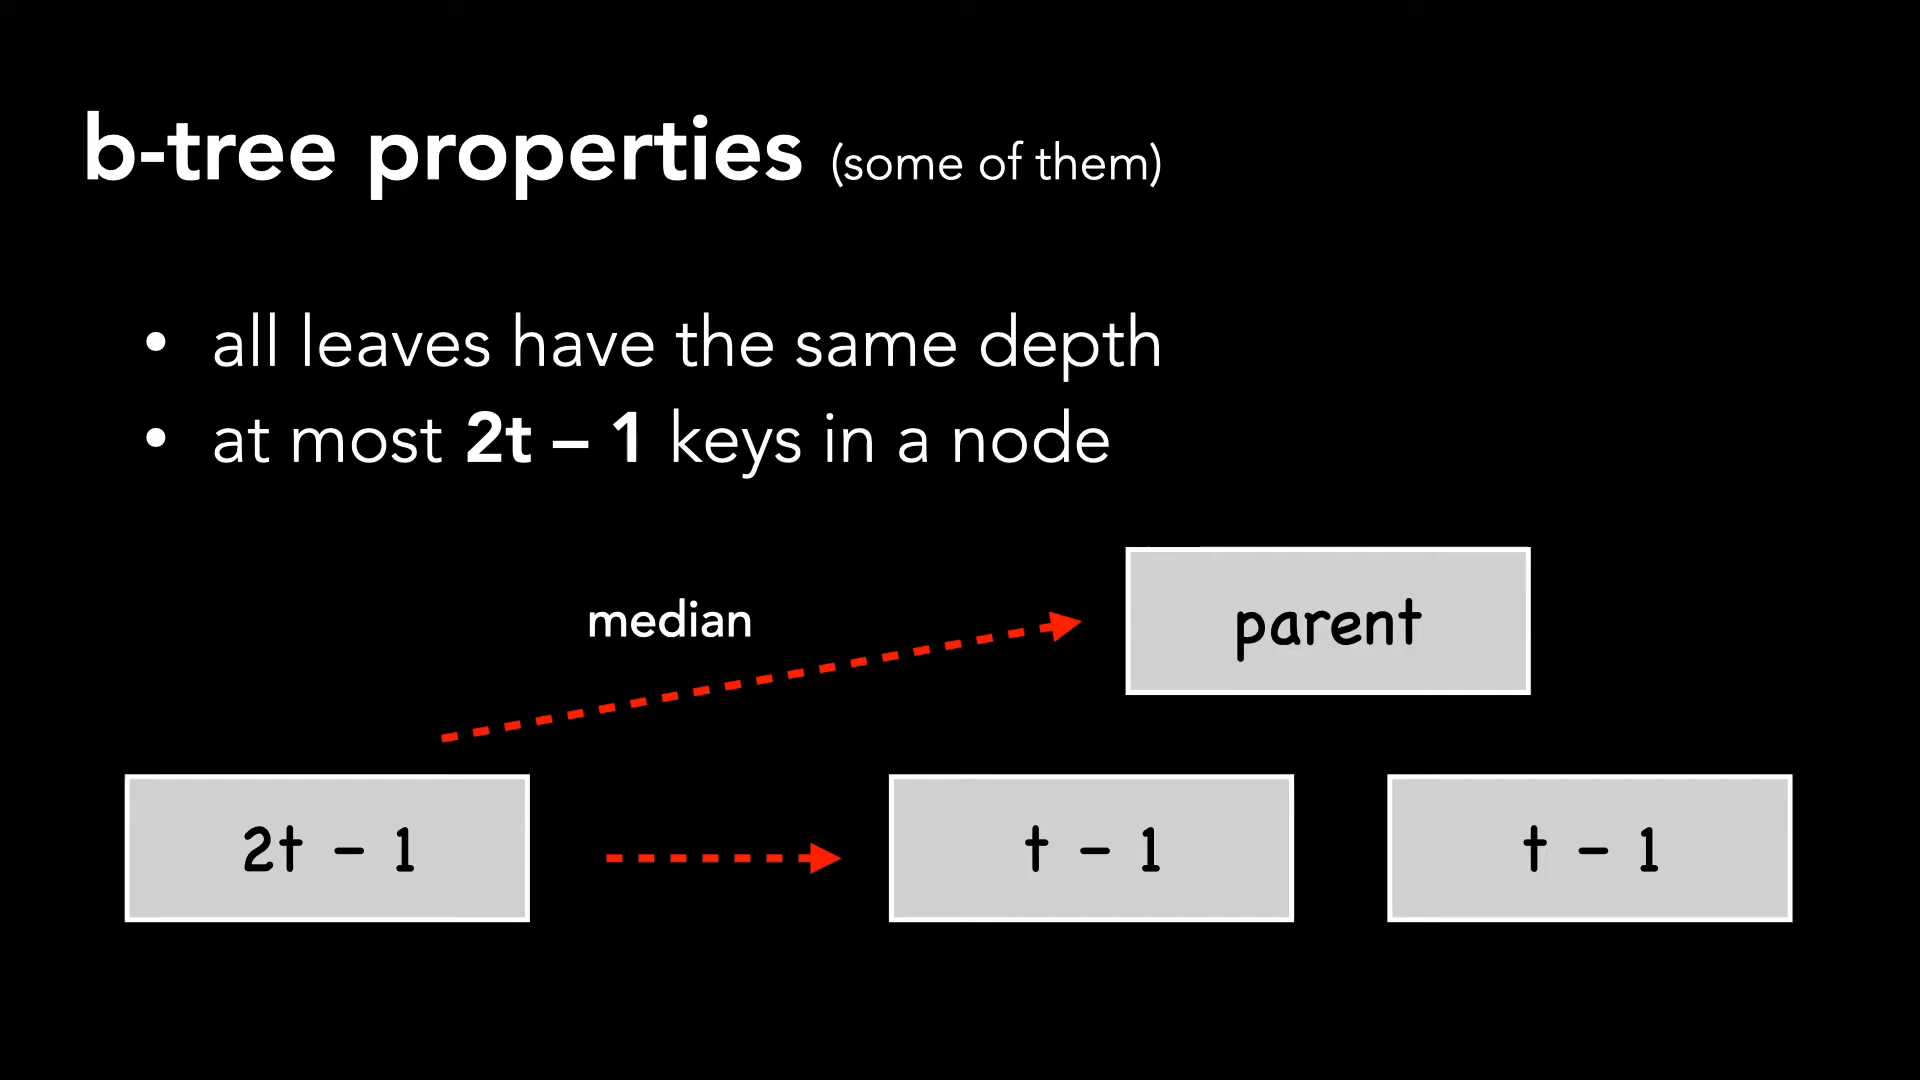 b-tree properties (some of them)
• all leaves have the same depth
• at most 2t – 1 keys in a node
median
parent
2t – 1
t – 1
t – 1